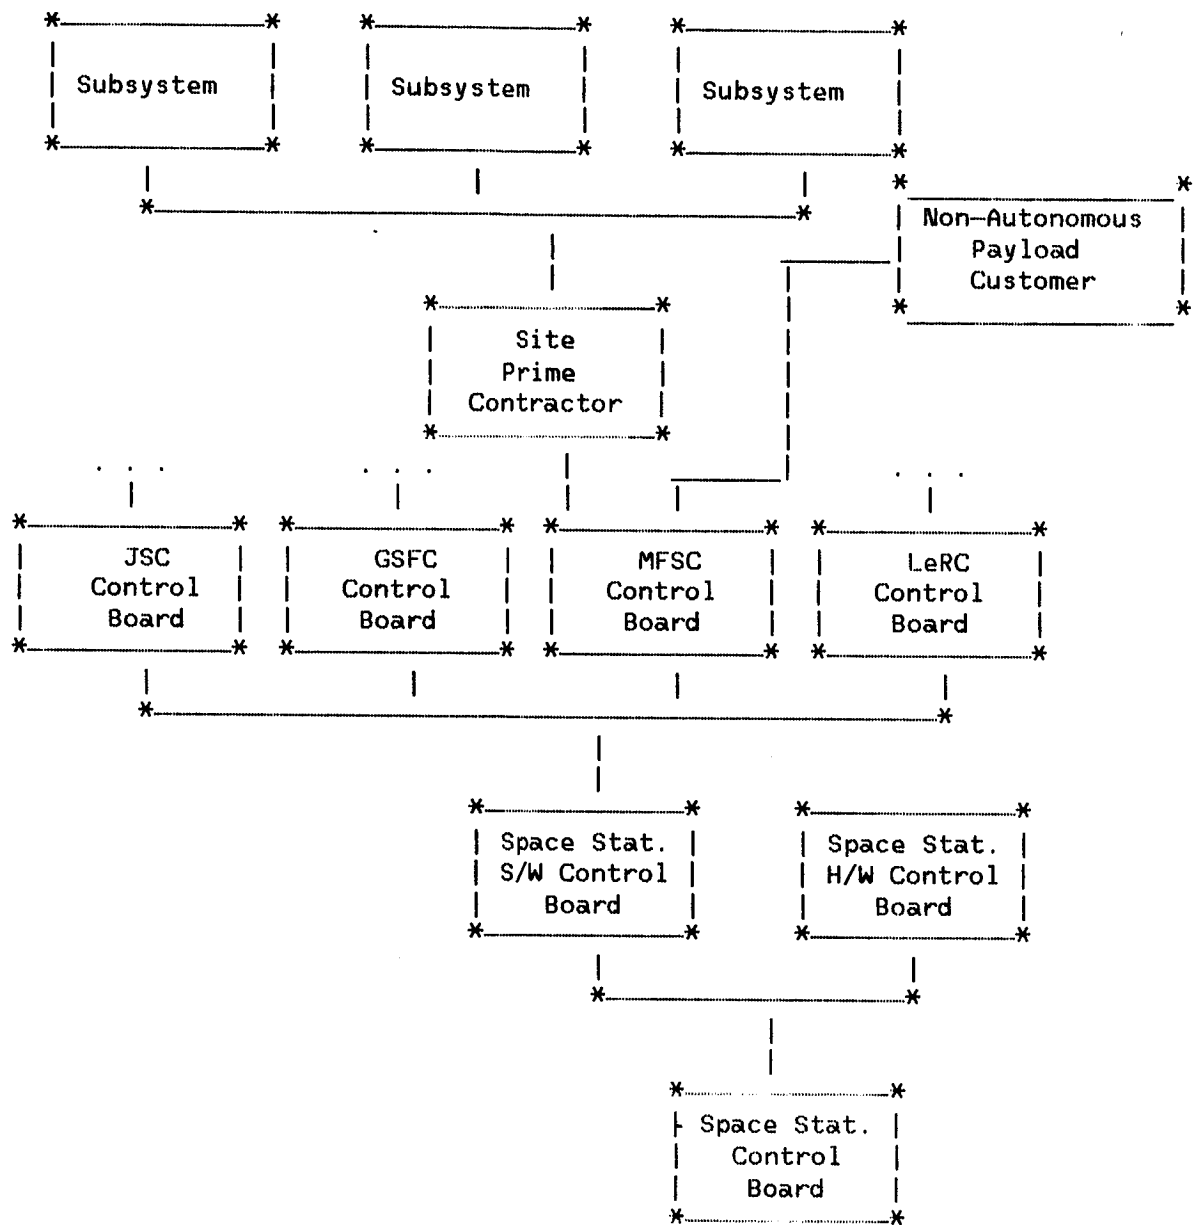 Subsystem
Subsystem
Subsystem
Non-Autonomous
Payload
Customer
Site
Prime
Contractor
. . .
. . .
. . .
JSC
Control
Board
GSFC
Control
Board
MFSC
Control
Board
LeRC
Control
Board
Space Stat.
S/W Control
Board
Space Stat.
H/W Control
Board
Space Stat.
Control
Board